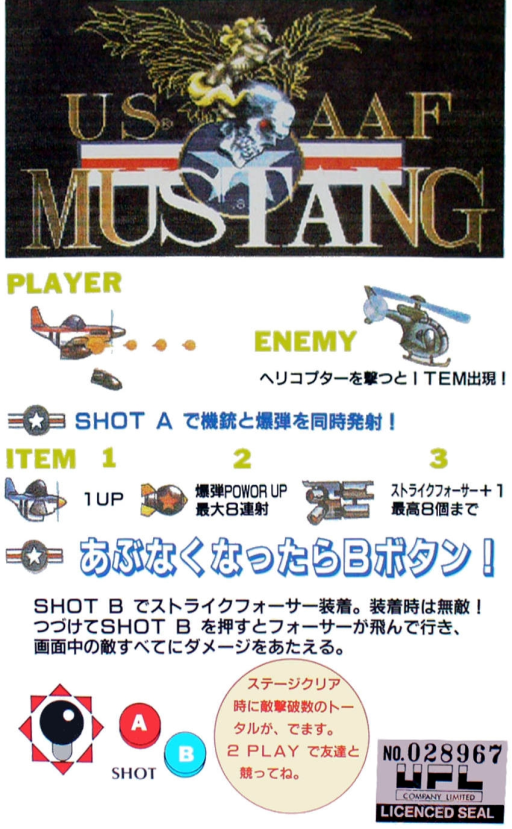 US® AAF
MUSTANG
PLAYER
ENEMY
ヘリコプターを撃つとITEM出現！
SHOT A で機銃と爆弾を同時発射！
ITEM 1 2 3
1UP
爆弾POWOR UP
最大8連射
ストライクフォーサー＋1
最高8個まで
あぶなくなったらBボタン！
SHOT B でストライクフォーサー装着。装着時は無敵！
つづけてSHOT B を押すとフォーサーが飛んで行き、
画面中の敵すべてにダメージをあたえる。
A
B
SHOT
ステージクリア
時に敵撃破数のトー
タルが、でます。
2 PLAY で友達と
競ってね。
NO.028967
UPL
COMPANY LIMITED
LICENCED SEAL